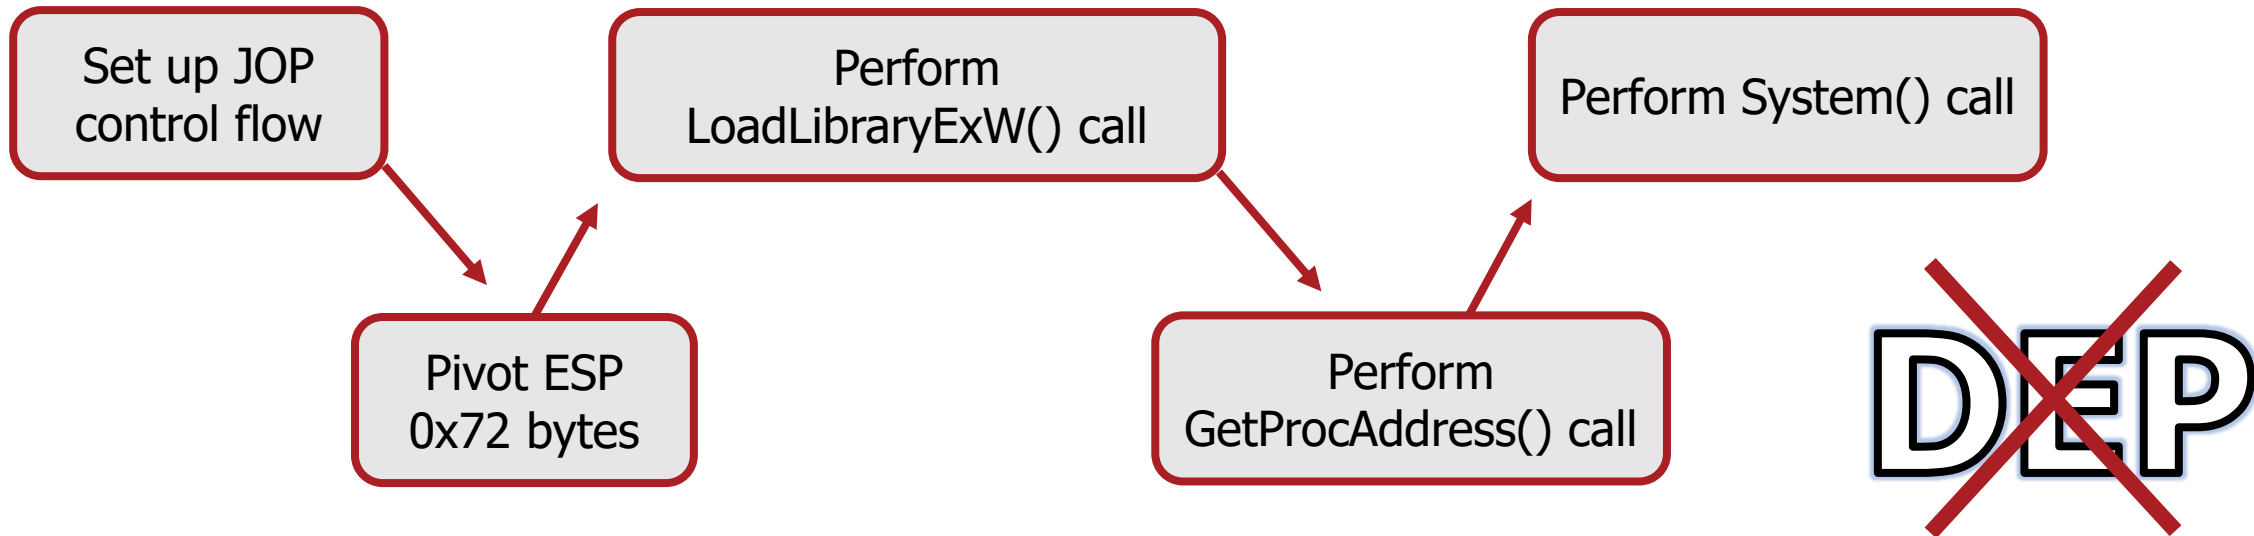 Set up JOP
control flow
Pivot ESP
0x72 bytes
Perform
LoadLibraryExW() call
Perform
GetProcAddress() call
Perform System() call
DEP